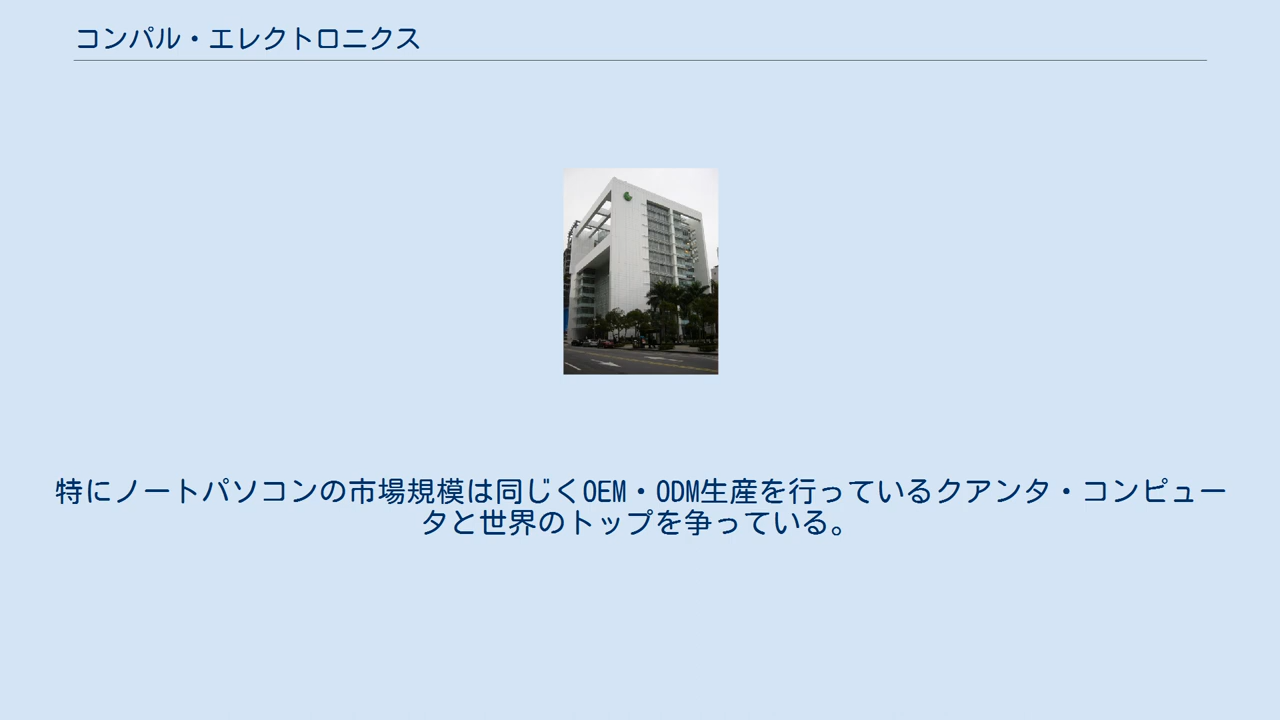 コンパル・エレクトロニクス
特にノートパソコンの市場規模は同じくOEM・ODM生産を行っているクアンタ・コンピュー
タと世界のトップを争っている。